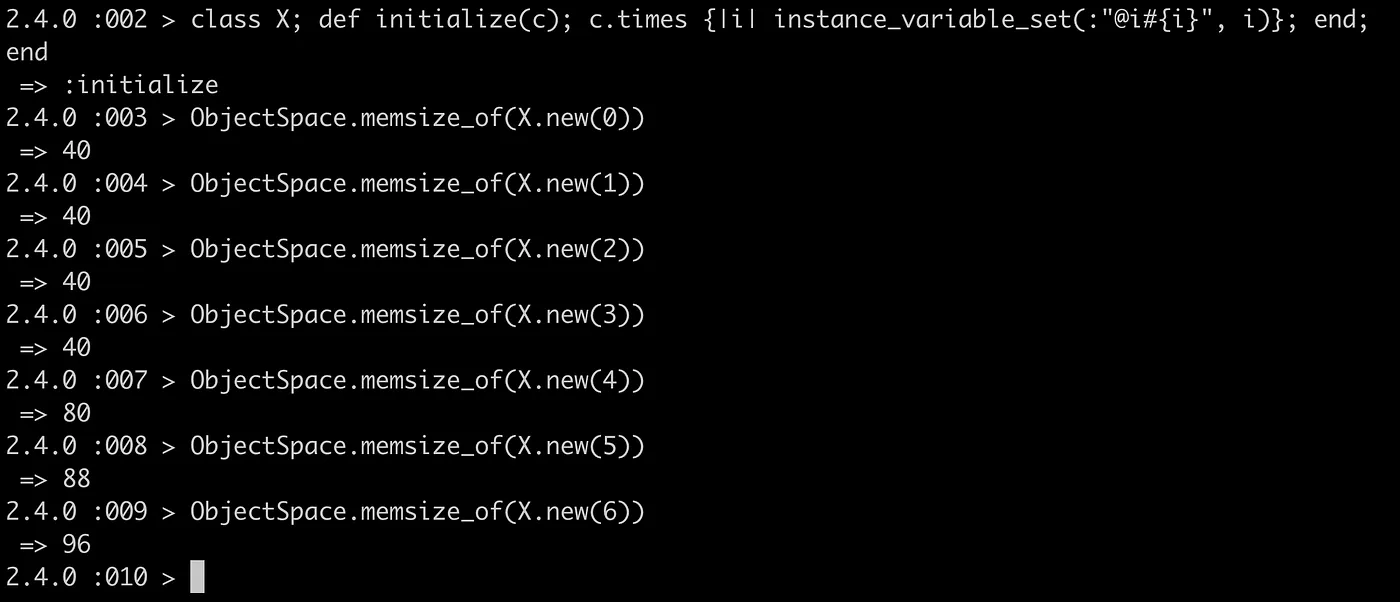 2.4.0 :002 > class X; def initialize(c); c.times {|i| instance_variable_set(:"@i#{i}", i)}; end;
end
 => :initialize
2.4.0 :003 > ObjectSpace.memsize_of(X.new(0))
 => 40
2.4.0 :004 > ObjectSpace.memsize_of(X.new(1))
 => 40
2.4.0 :005 > ObjectSpace.memsize_of(X.new(2))
 => 40
2.4.0 :006 > ObjectSpace.memsize_of(X.new(3))
 => 40
2.4.0 :007 > ObjectSpace.memsize_of(X.new(4))
 => 80
2.4.0 :008 > ObjectSpace.memsize_of(X.new(5))
 => 88
2.4.0 :009 > ObjectSpace.memsize_of(X.new(6))
 => 96
2.4.0 :010 >